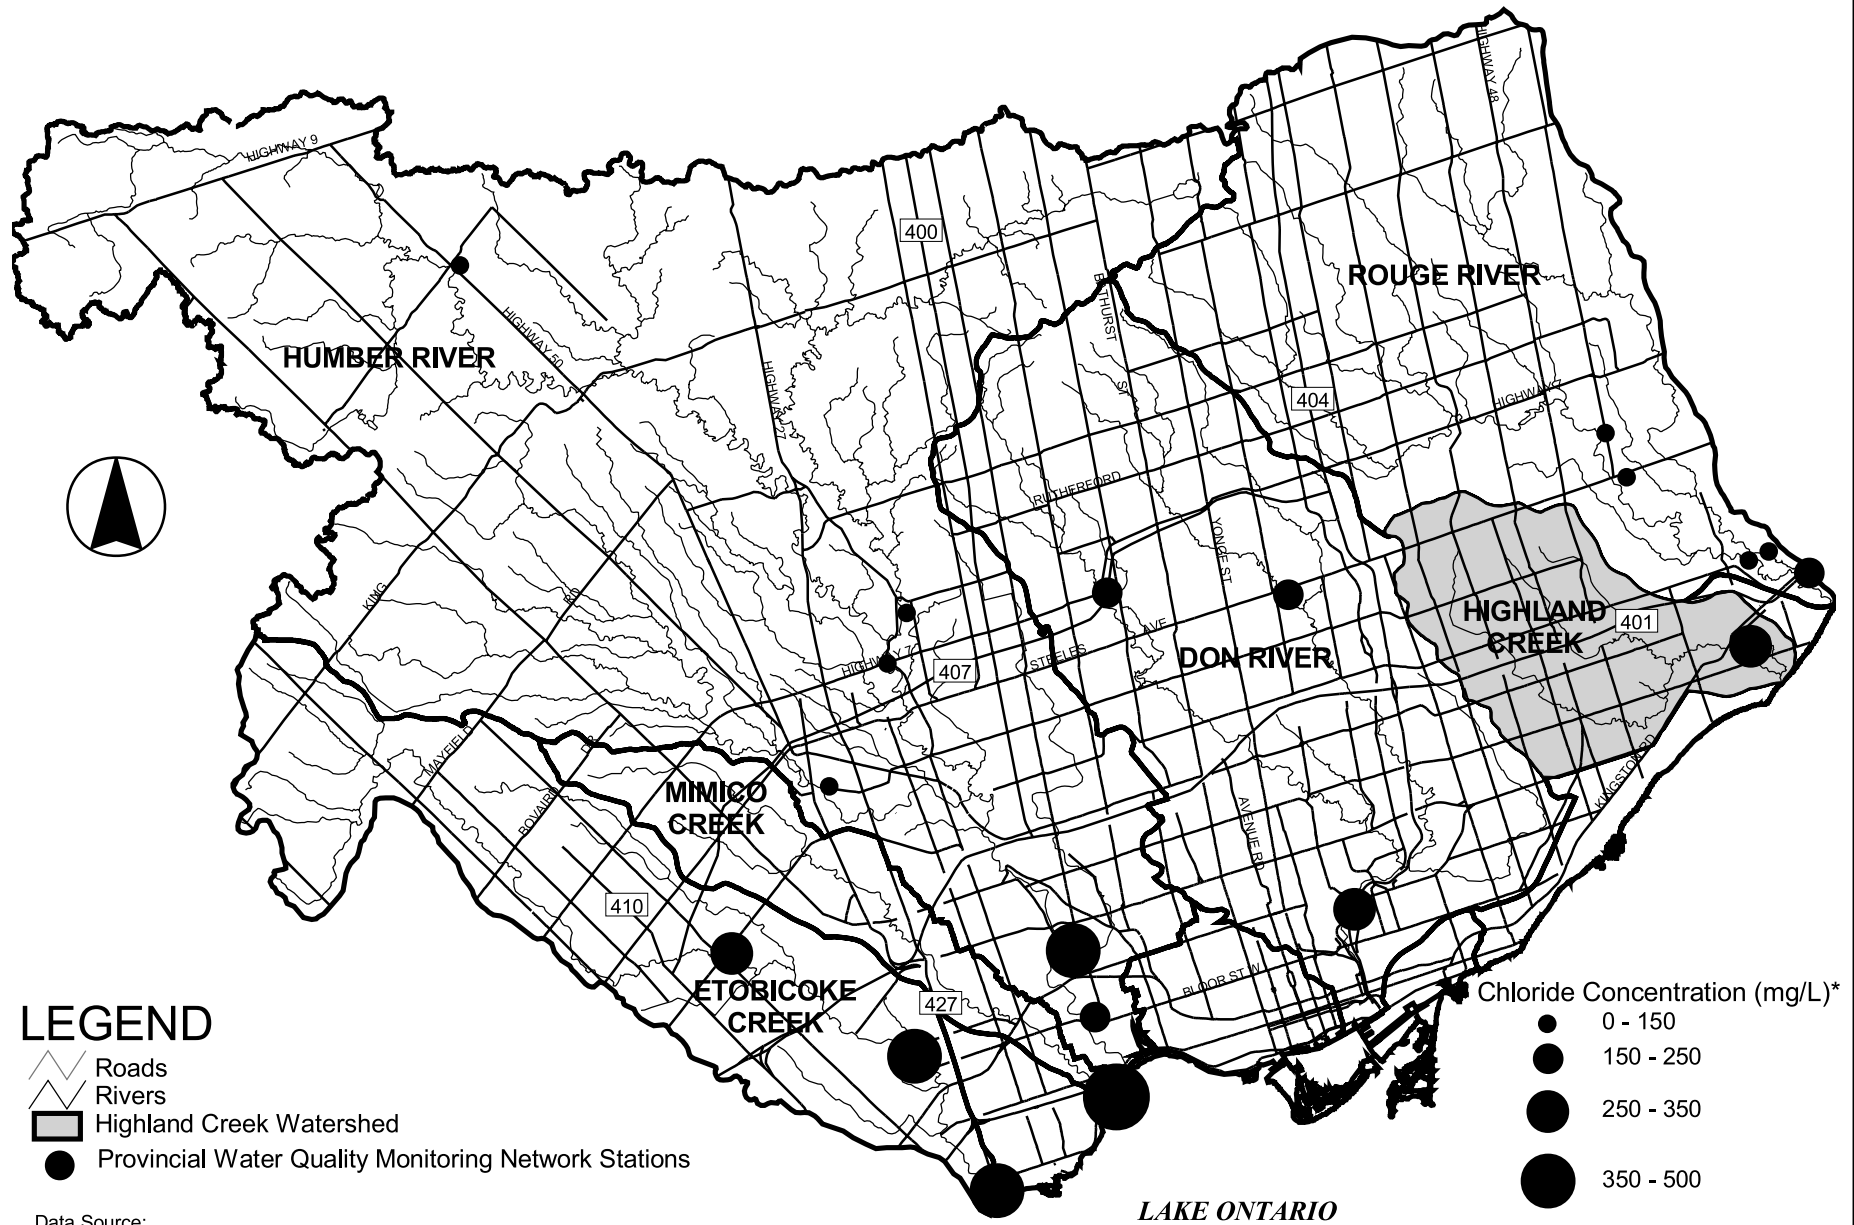 HIGHWAY 48
HIGHWAY 9
400
ROUGE RIVER
HIGHWAY 50
HUMBER RIVER
HIGHWAY 27
BATHURST
ST
404
HIGHWAY 7
RUTHERFORD
YONGE ST
KING
RD
HIGHLAND
CREEK
401
HIGHWAY 7
407
STEELES
AVE
DON RIVER
MAYFIELD
BOVAIRD
DR
MIMICO
CREEK
AVENUE RD
KINGSTON RD
410
ETOBICOKE
CREEK
427
BLOOR ST W
LEGEND
Roads
Rivers
Highland Creek Watershed
Provincial Water Quality Monitoring Network Stations
Data Source:
Chloride Concentration (mg/L)*
0 - 150
150 - 250
250 - 350
350 - 500
LAKE ONTARIO